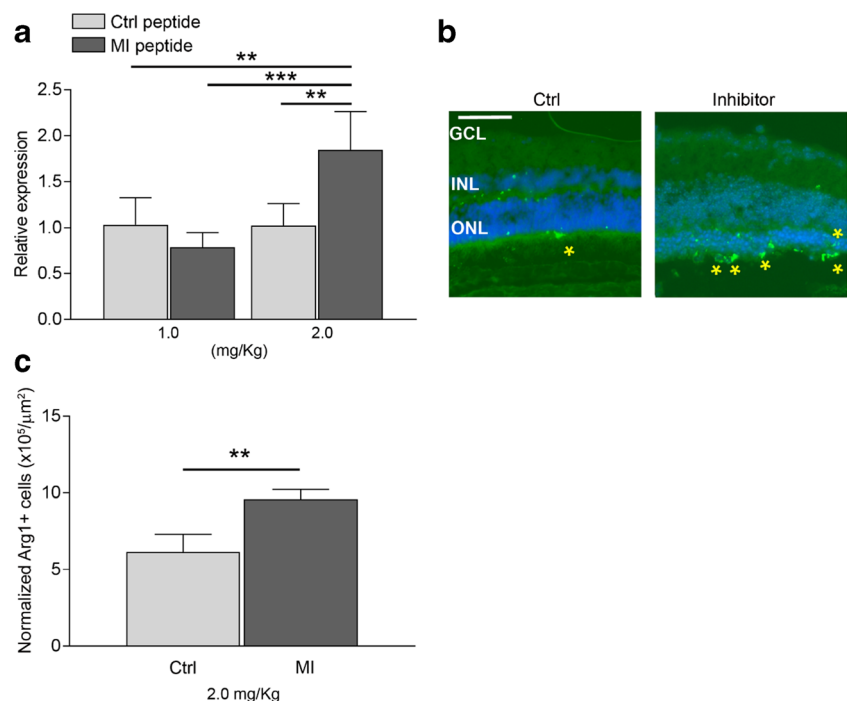 a
Ctrl peptide
MI peptide
**
***
**
2.5
2.0
1.5
1.0
0.5
0.0
Relative expression
1.0 2.0
(mg/Kg)
b
Ctrl Inhibitor
GCL
INL
ONL
*
*
* * * *
c
Normalized Arg1+ cells (x10⁵/μm²)
15
10
5
0
**
Ctrl MI
2.0 mg/Kg